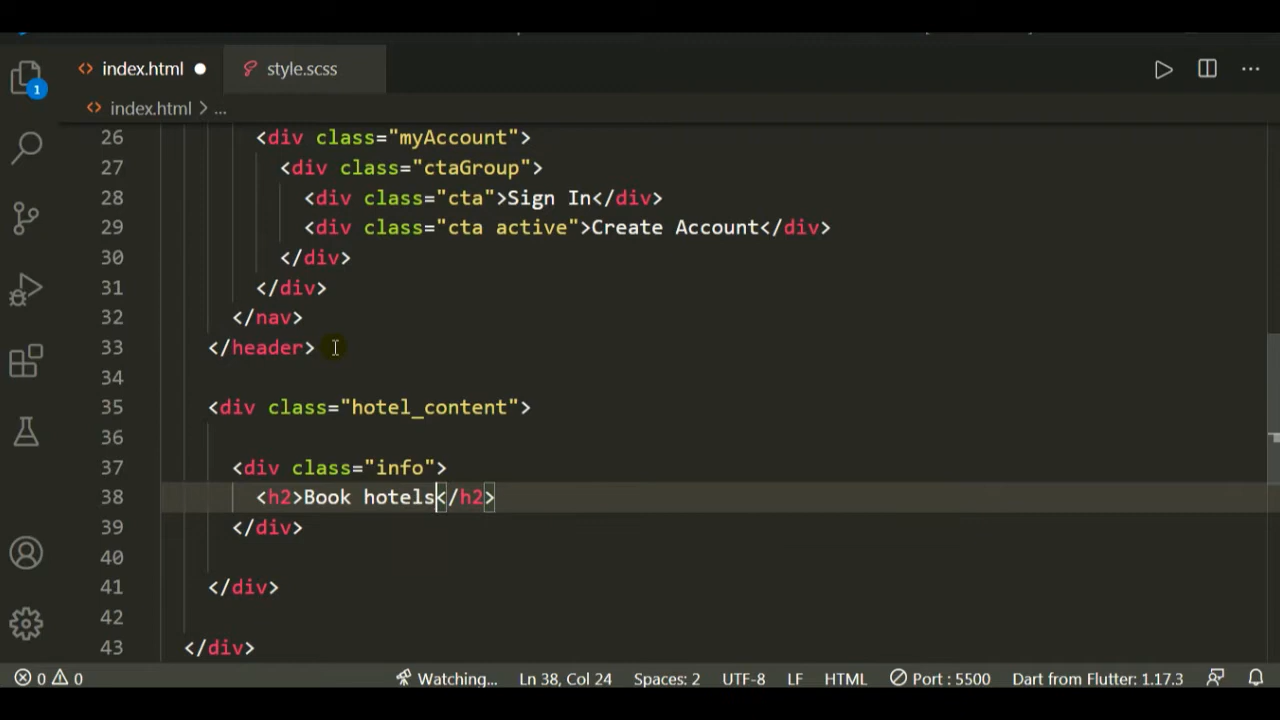 index.html
style.scss
1
index.html > ...
26 <div class="myAccount">
27 <div class="ctaGroup">
28 <div class="cta">Sign In</div>
29 <div class="cta active">Create Account</div>
30 </div>
31 </div>
32 </nav>
33 </header>
34
35 <div class="hotel_content">
36
37 <div class="info">
38 <h2>Book hotels</h2>
39 </div>
40
41 </div>
42
43 </div>
0 0 Watching... Ln 38, Col 24 Spaces: 2 UTF-8 LF HTML Port : 5500 Dart from Flutter: 1.17.3